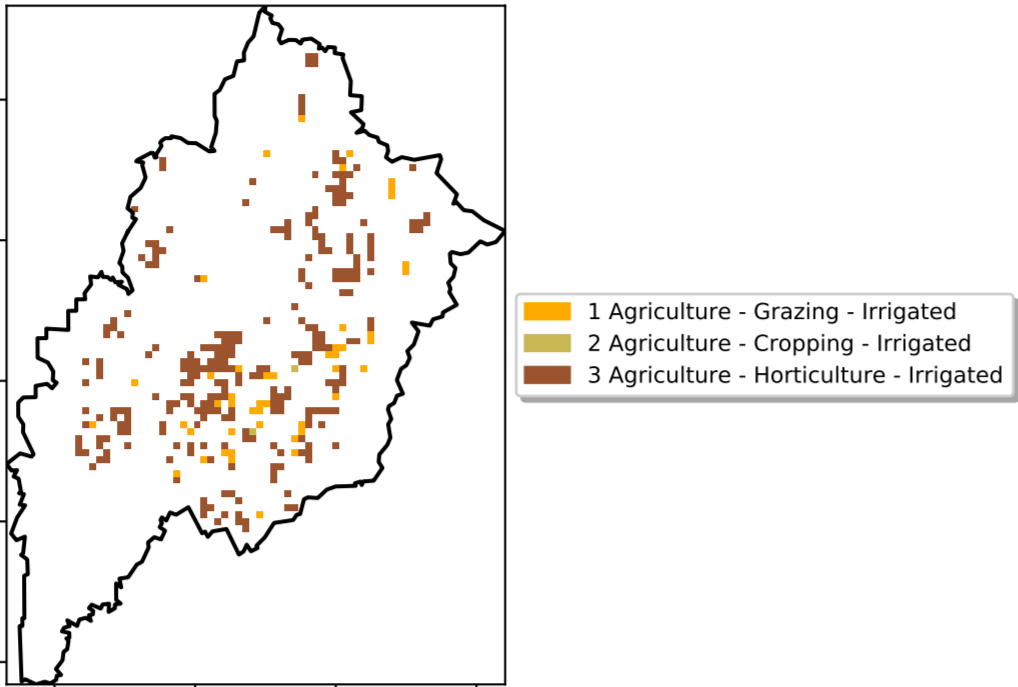 1 Agriculture - Grazing - Irrigated
2 Agriculture - Cropping - Irrigated
3 Agriculture - Horticulture - Irrigated